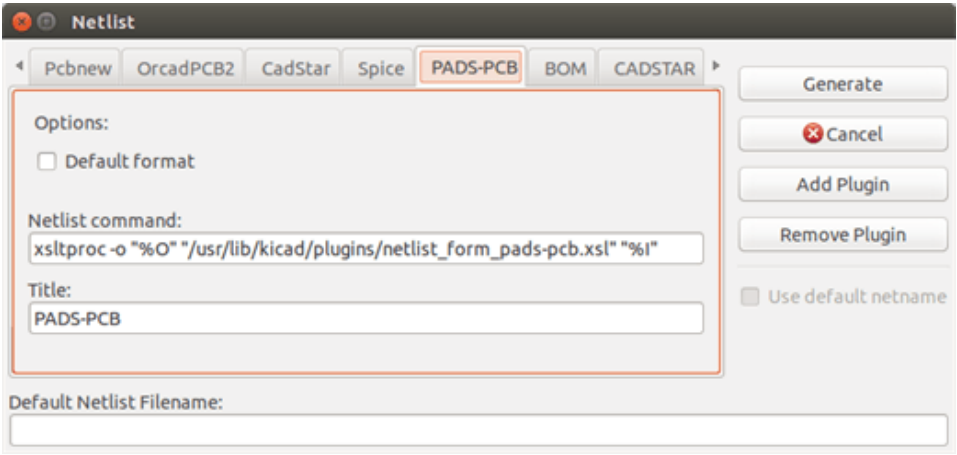 Netlist
Pcbnew OrcadPCB2 CadStar Spice PADS-PCB BOM CADSTAR
Generate
Options:
Cancel
Default format
Add Plugin
Netlist command:
Remove Plugin
xsltproc -o "%O" "/usr/lib/kicad/plugins/netlist_form_pads-pcb.xsl" "%I"
Title:
Use default netname
PADS-PCB
Default Netlist Filename: